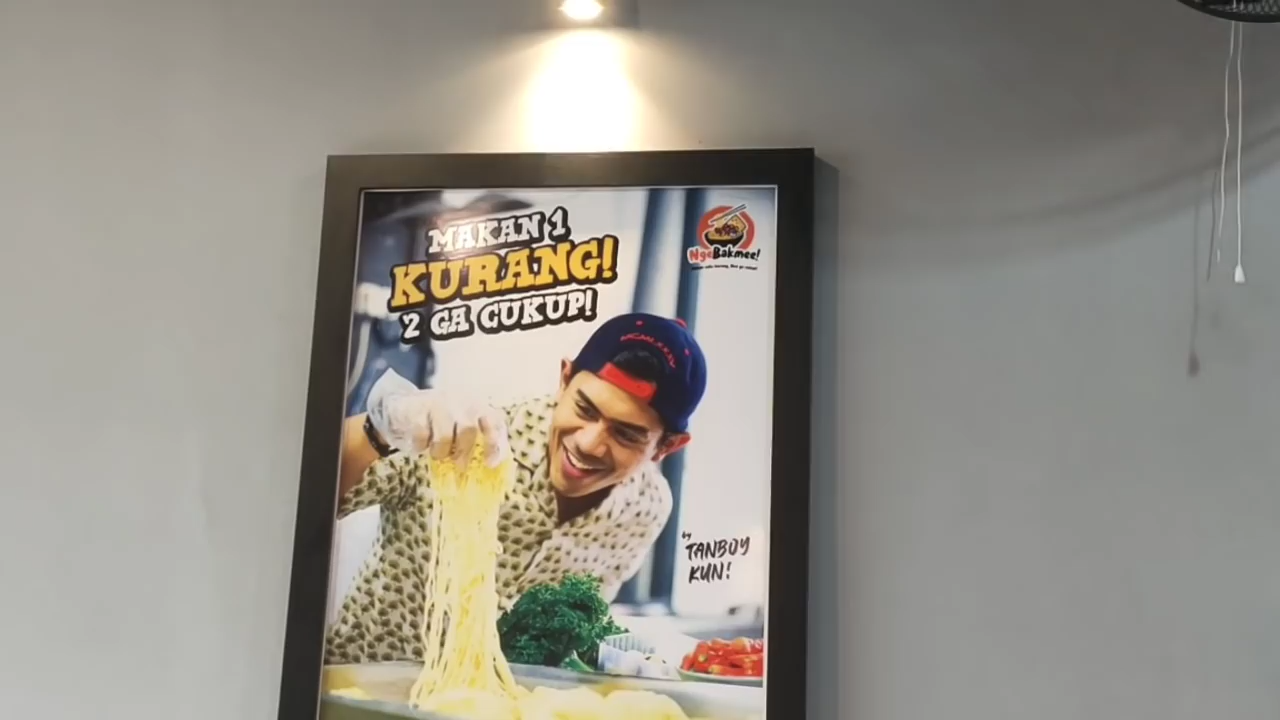 MAKAN 1
KURANG!
2 GA CUKUP!
NgeBakmee!
by
TANBOY
KUN!